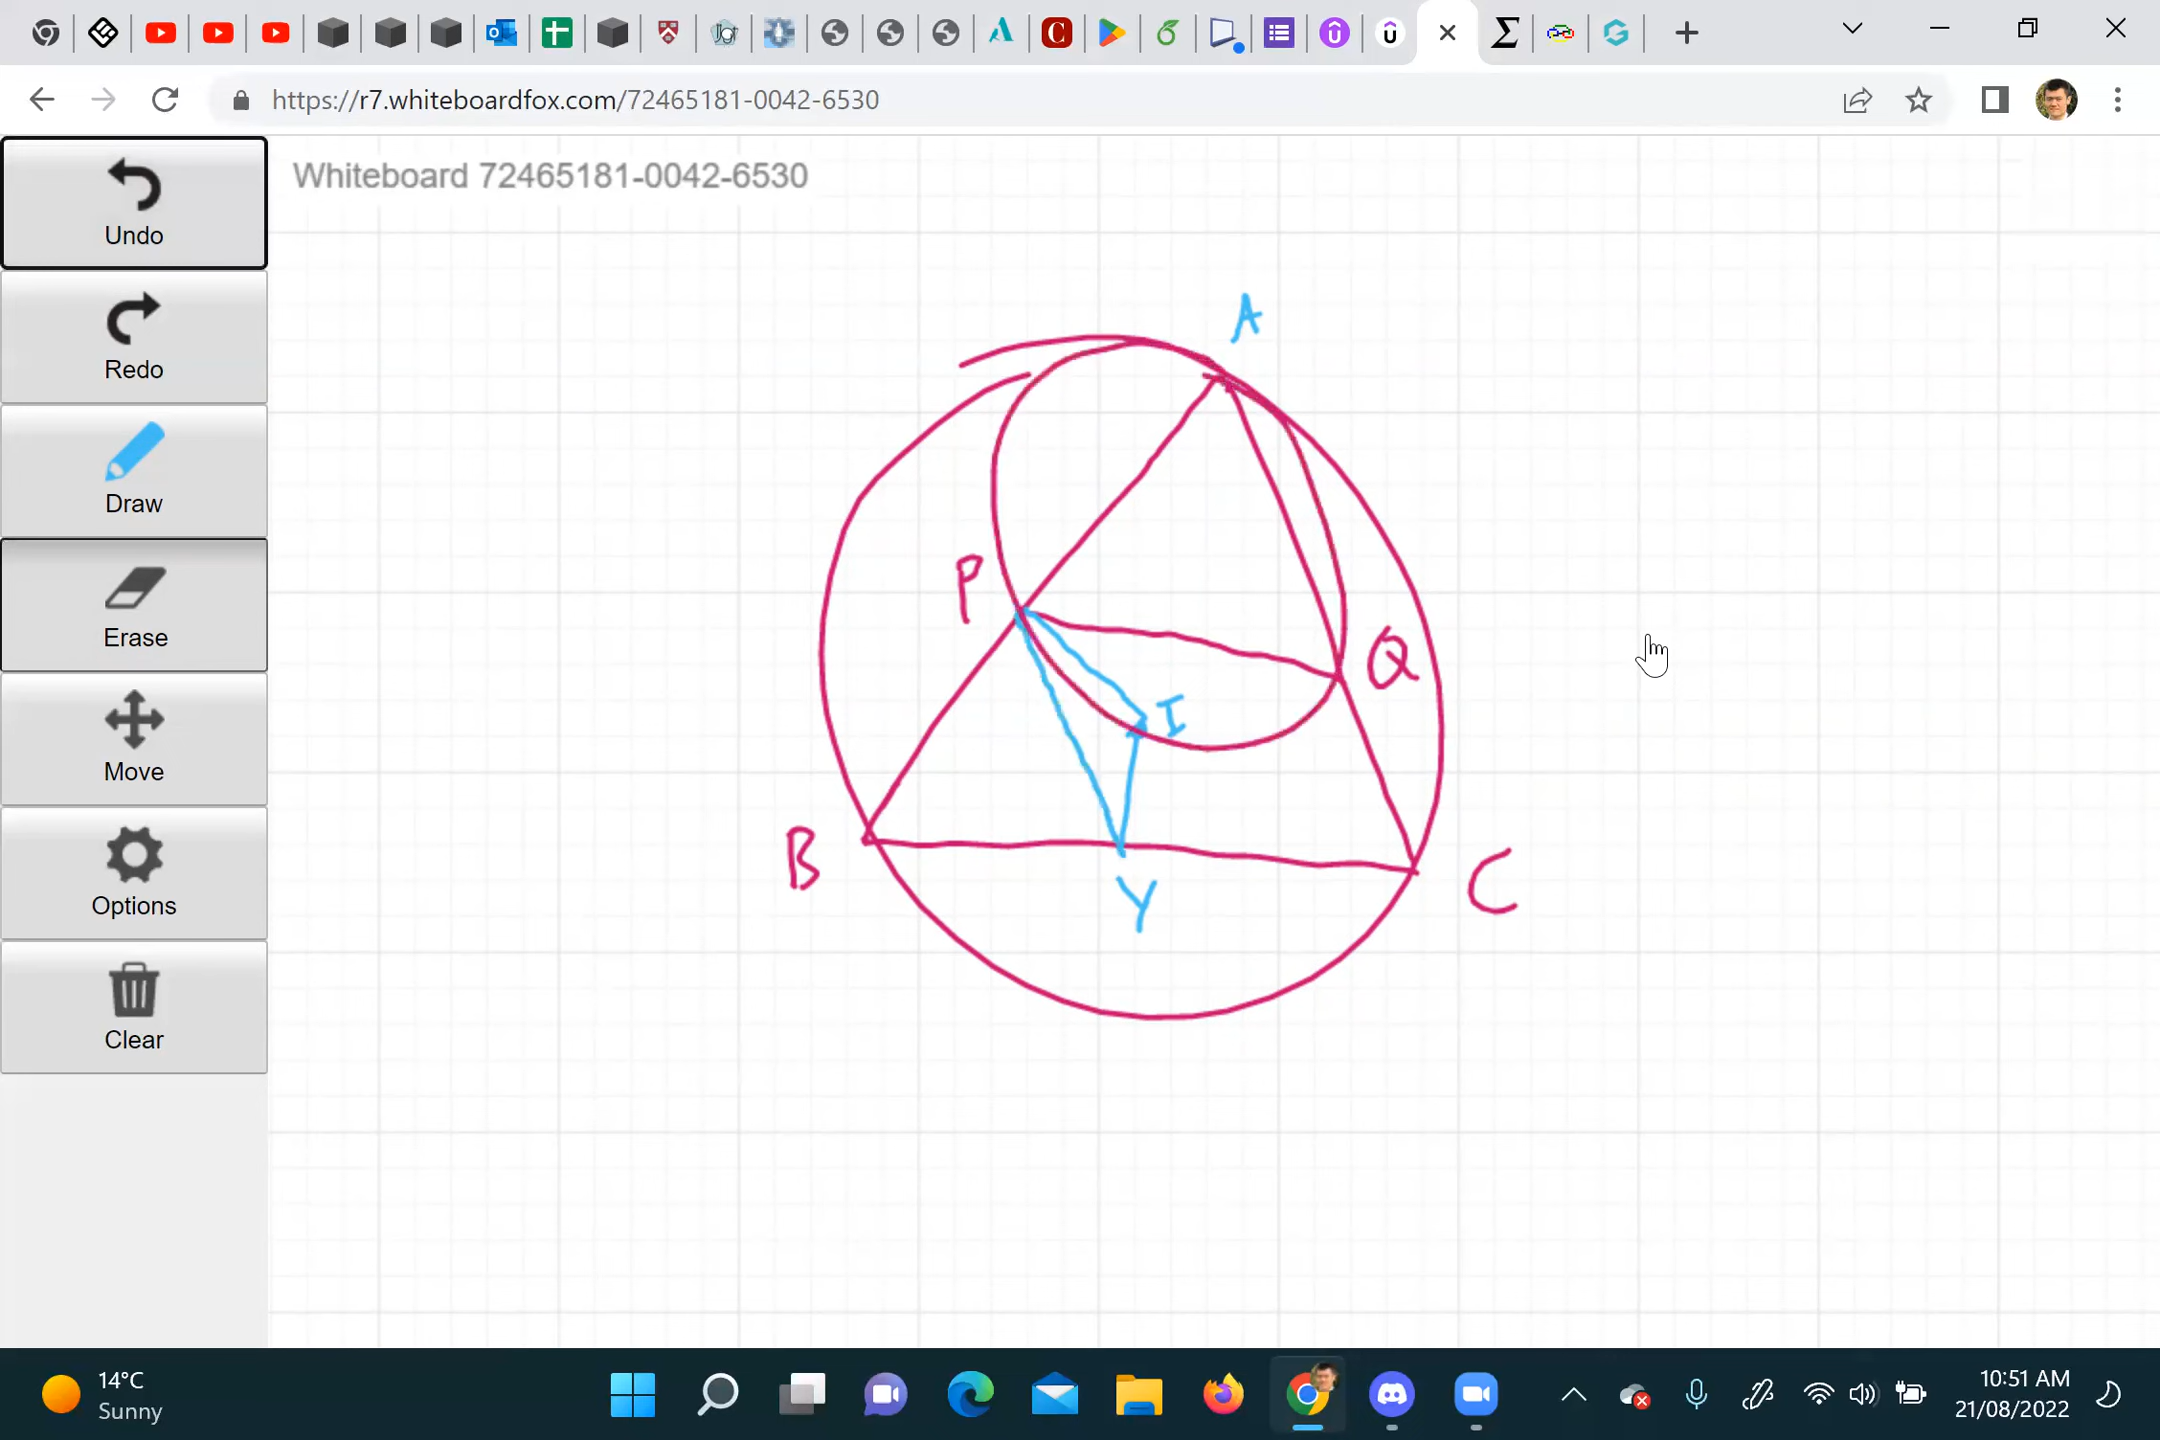 https://r7.whiteboardfox.com/72465181-0042-6530
Whiteboard 72465181-0042-6530
Undo
Redo
Draw
Erase
Move
Options
Clear
A
P
Q
I
B
C
Y
14°C
Sunny
10:51 AM
21/08/2022